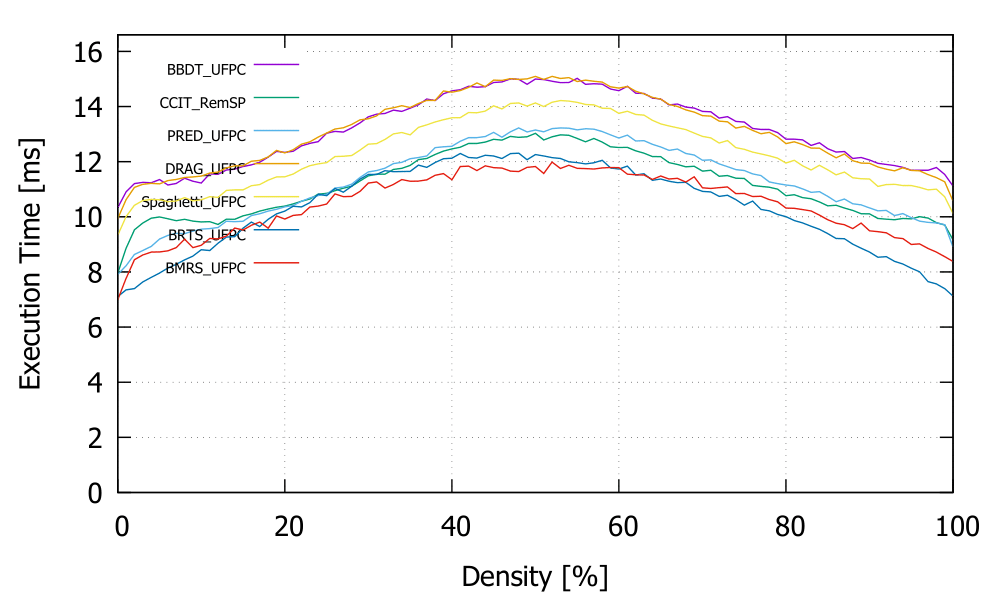 16
14
12
10
8
6
4
2
0
Execution Time [ms]
BBDT_UFPC
CCIT_RemSP
PRED_UFPC
DRAG_UFPC
Spaghetti_UFPC
BRTS_UFPC
BMRS_UFPC
0 20 40 60 80 100
Density [%]